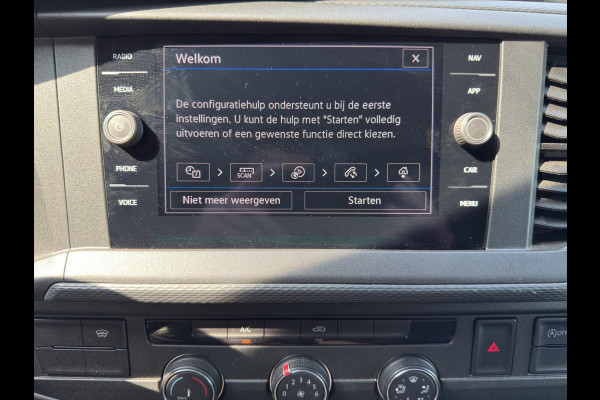 RADIO
MEDIA
PHONE
VOICE
Welkom
X
De configuratiehulp ondersteunt u bij de eerste
instellingen. U kunt de hulp met "Starten" volledig
uitvoeren of een gewenste functie direct kiezen.
SCAN
Niet meer weergeven
Starten
NAV
APP
CAR
MENU
A/C
A OFF